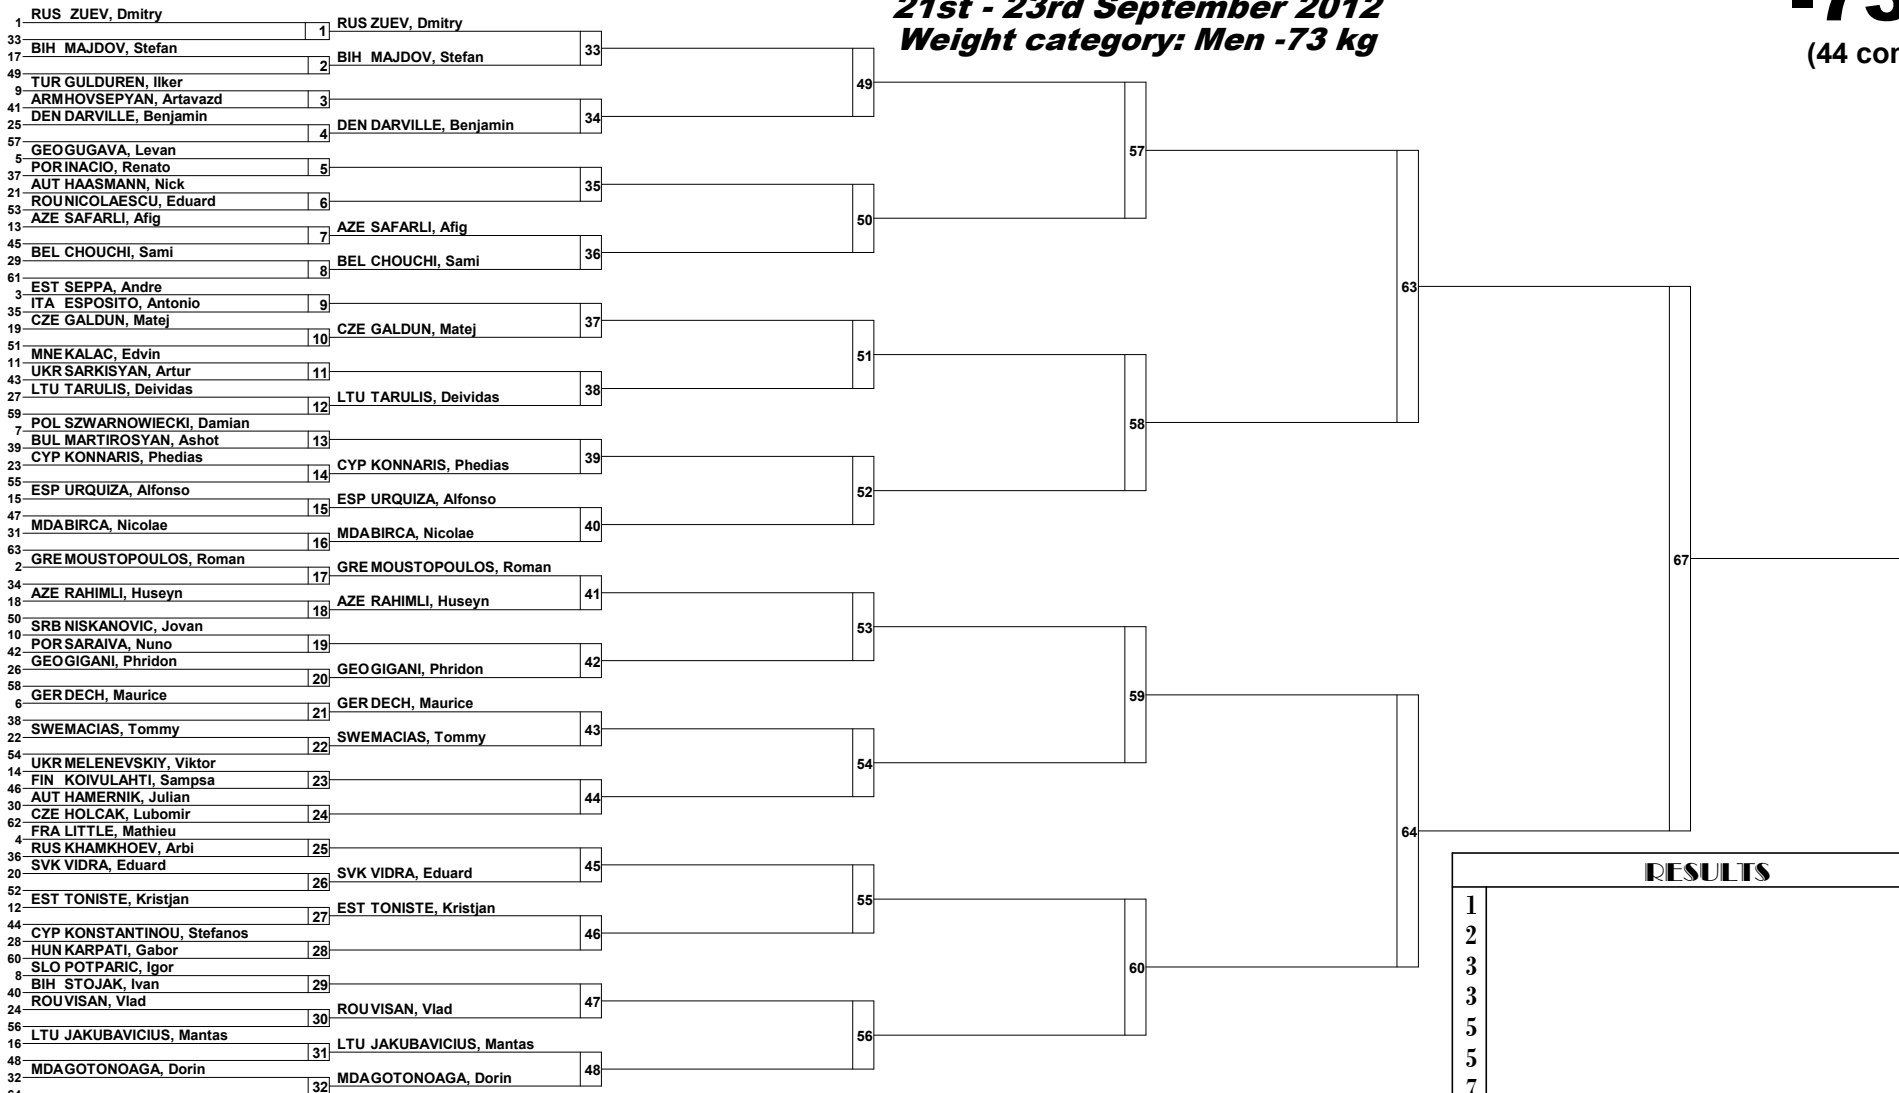 21st - 23rd September 2012
Weight category: Men -73 kg
-73
(44 con
1 RUS ZUEV, Dmitry
33
17 BIH MAJDOV, Stefan
49
9 TUR GULDUREN, Ilker
41 ARM HOVSEPYAN, Artavazd
25 DEN DARVILLE, Benjamin
57
5 GEO GUGAVA, Levan
37 POR INACIO, Renato
21 AUT HAASMANN, Nick
53 ROU NICOLAESCU, Eduard
13 AZE SAFARLI, Afig
45
29 BEL CHOUCHI, Sami
61
3 EST SEPPA, Andre
35 ITA ESPOSITO, Antonio
19 CZE GALDUN, Matej
51
11 MNE KALAC, Edvin
43 UKR SARKISYAN, Artur
27 LTU TARULIS, Deividas
59
7 POL SZWARNOWIECKI, Damian
39 BUL MARTIROSYAN, Ashot
23 CYP KONNARIS, Phedias
55
15 ESP URQUIZA, Alfonso
47
31 MDA BIRCA, Nicolae
63
2 GRE MOUSTOPOULOS, Roman
34
18 AZE RAHIMLI, Huseyn
50
10 SRB NISKANOVIC, Jovan
42 POR SARAIVA, Nuno
26 GEO GIGANI, Phridon
58
6 GER DECH, Maurice
38
22 SWE MACIAS, Tommy
54
14 UKR MELENEVSKIY, Viktor
46 FIN KOIVULAHTI, Sampsa
30 AUT HAMERNIK, Julian
62 CZE HOLCAK, Lubomir
4 FRA LITTLE, Mathieu
36 RUS KHAMKHOEV, Arbi
20 SVK VIDRA, Eduard
52
12 EST TONISTE, Kristjan
44
28 CYP KONSTANTINOU, Stefanos
60 HUN KARPATI, Gabor
8 SLO POTPARIC, Igor
40 BIH STOJAK, Ivan
24 ROU VISAN, Vlad
56
16 LTU JAKUBAVICIUS, Mantas
48
32 MDA GOTONOAGA, Dorin
1 RUS ZUEV, Dmitry
2 BIH MAJDOV, Stefan
3
4 DEN DARVILLE, Benjamin
5
6
7 AZE SAFARLI, Afig
8 BEL CHOUCHI, Sami
9
10 CZE GALDUN, Matej
11
12 LTU TARULIS, Deividas
13
14 CYP KONNARIS, Phedias
15 ESP URQUIZA, Alfonso
16 MDA BIRCA, Nicolae
17 GRE MOUSTOPOULOS, Roman
18 AZE RAHIMLI, Huseyn
19
20 GEO GIGANI, Phridon
21 GER DECH, Maurice
22 SWE MACIAS, Tommy
23
24
25
26 SVK VIDRA, Eduard
27 EST TONISTE, Kristjan
28
29
30 ROU VISAN, Vlad
31 LTU JAKUBAVICIUS, Mantas
32 MDA GOTONOAGA, Dorin
33
34
35
36
37
38
39
40
41
42
43
44
45
46
47
48
49
50
51
52
53
54
55
56
57
58
59
60
63
64
67
RESULTS
1
2
3
3
5
5
7